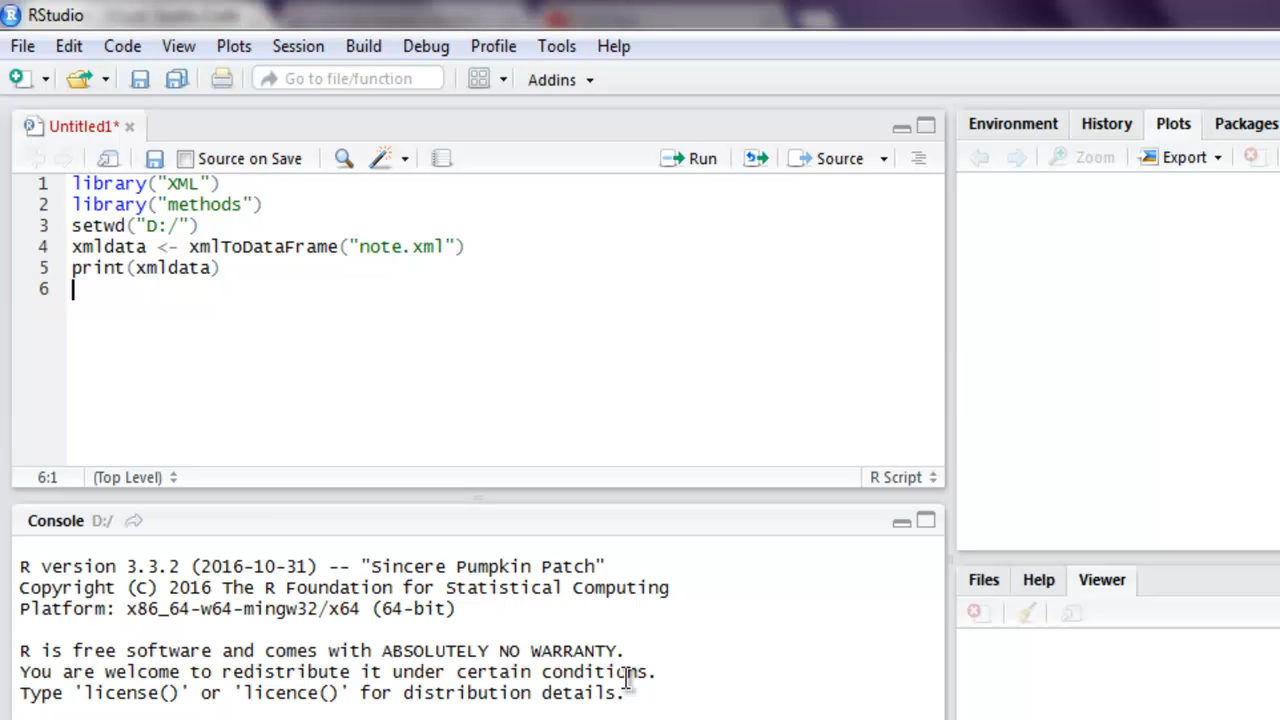 RStudio
File Edit Code View Plots Session Build Debug Profile Tools Help
Go to file/function Addins
Untitled1*
Source on Save Run Source
1 library("XML")
2 library("methods")
3 setwd("D:/")
4 xmldata <- xmlToDataFrame("note.xml")
5 print(xmldata)
6
6:1 (Top Level) R Script
Console D:/
R version 3.3.2 (2016-10-31) -- "Sincere Pumpkin Patch"
Copyright (C) 2016 The R Foundation for Statistical Computing
Platform: x86_64-w64-mingw32/x64 (64-bit)
R is free software and comes with ABSOLUTELY NO WARRANTY.
You are welcome to redistribute it under certain conditions.
Type 'license()' or 'licence()' for distribution details.
Environment History Plots Packages
Zoom Export
Files Help Viewer